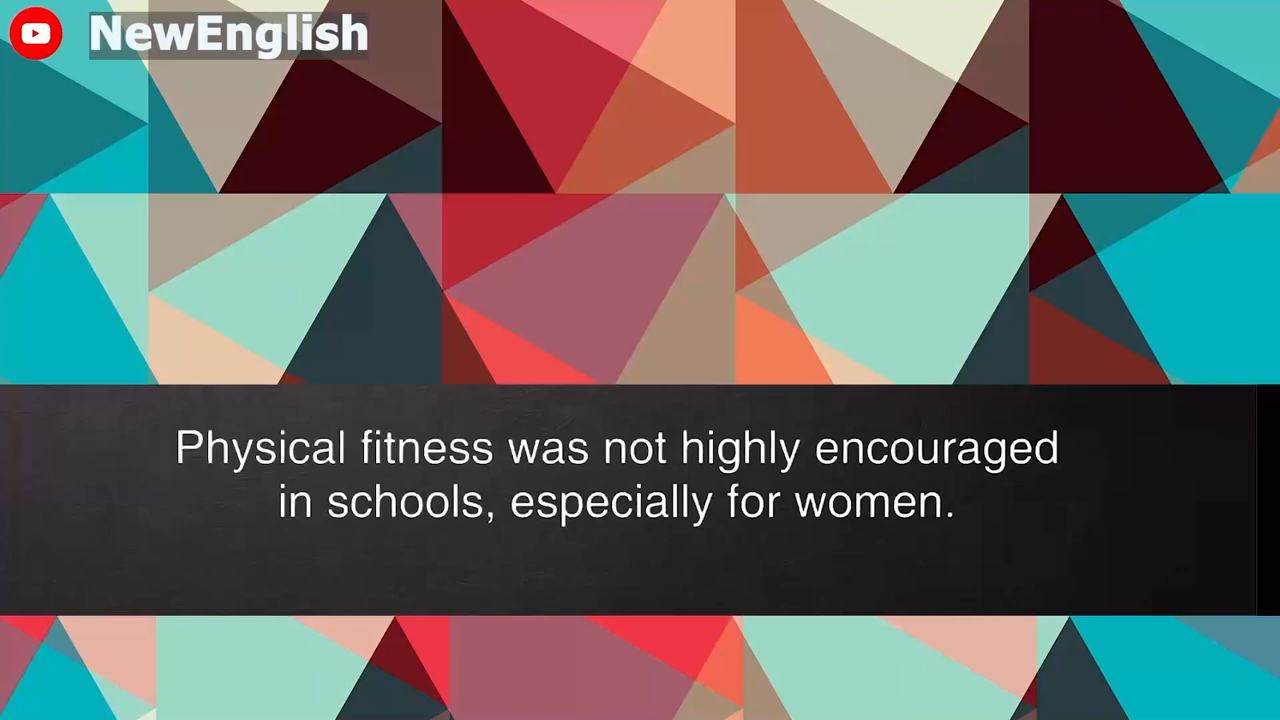 NewEnglish
Physical fitness was not highly encouraged
in schools, especially for women.